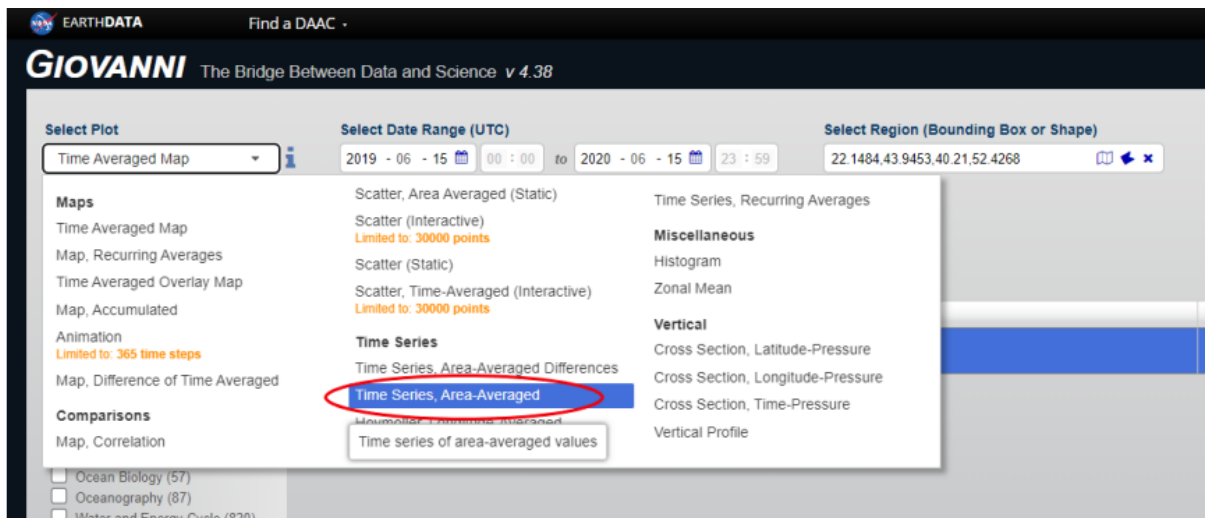 EARTHDATA Find a DAAC
GIOVANNI The Bridge Between Data and Science v 4.38
Select Plot
Time Averaged Map
i
Select Date Range (UTC)
2019 - 06 - 15 00 : 00 to 2020 - 06 - 15 23 : 59
Select Region (Bounding Box or Shape)
22.1484,43.9453,40.21,52.4268
Maps
Time Averaged Map
Map, Recurring Averages
Time Averaged Overlay Map
Map, Accumulated
Animation
Limited to: 365 time steps
Map, Difference of Time Averaged
Comparisons
Map, Correlation
Scatter, Area Averaged (Static)
Scatter (Interactive)
Limited to: 30000 points
Scatter (Static)
Scatter, Time-Averaged (Interactive)
Limited to: 30000 points
Time Series
Time Series, Area-Averaged Differences
Time Series, Area-Averaged
Hovmoller, Longitude-Averaged
Time series of area-averaged values
Time Series, Recurring Averages
Miscellaneous
Histogram
Zonal Mean
Vertical
Cross Section, Latitude-Pressure
Cross Section, Longitude-Pressure
Cross Section, Time-Pressure
Vertical Profile
Ocean Biology (57)
Oceanography (87)
Water and Energy Cycle